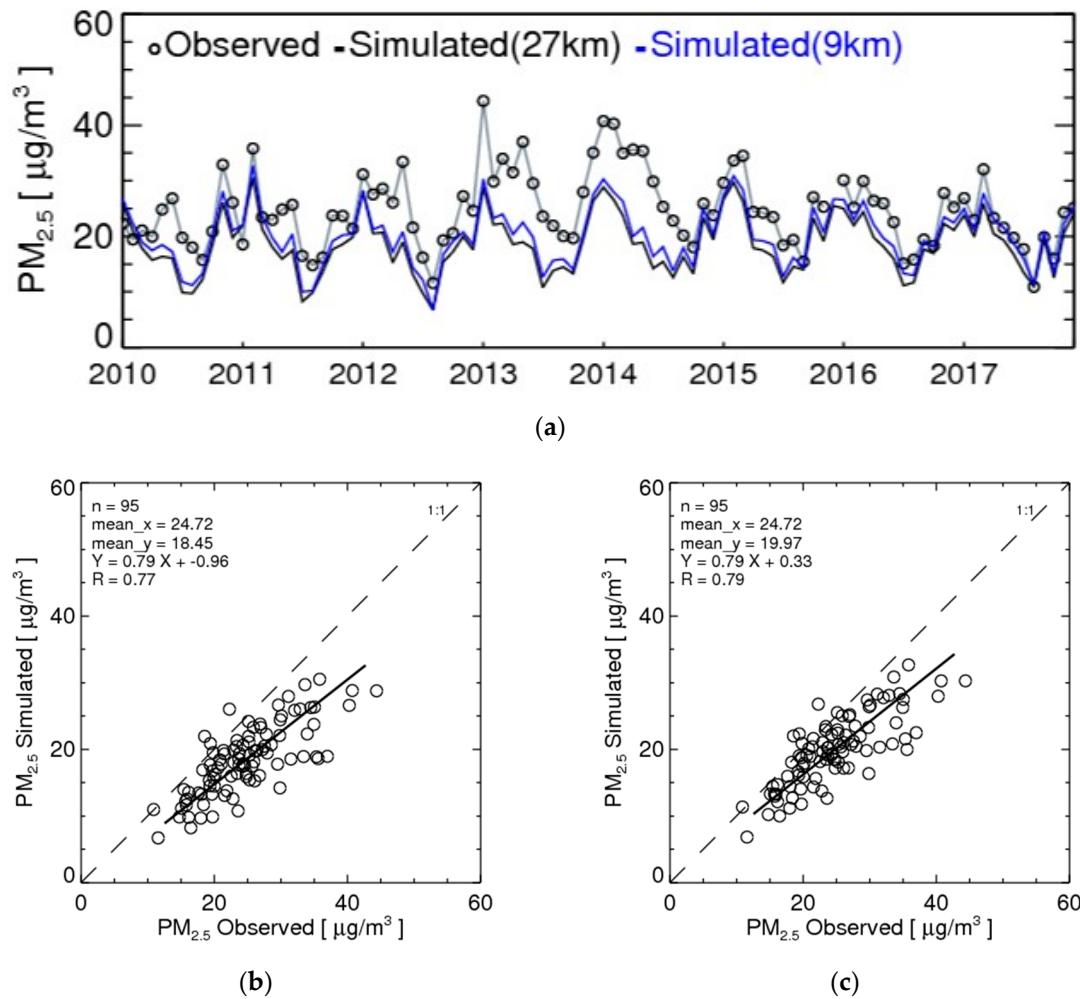 60
Observed -Simulated(27km) -Simulated(9km)
40
20
0
PM2.5 [ μg/m³ ]
2010 2011 2012 2013 2014 2015 2016 2017
(a)
60
n = 95
mean_x = 24.72
mean_y = 18.45
Y = 0.79 X + -0.96
R = 0.77
1:1
40
20
0
PM2.5 Simulated [ μg/m³ ]
0 20 40 60
PM2.5 Observed [ μg/m³ ]
(b)
60
n = 95
mean_x = 24.72
mean_y = 19.97
Y = 0.79 X + 0.33
R = 0.79
1:1
40
20
0
PM2.5 Simulated [ μg/m³ ]
0 20 40 60
PM2.5 Observed [ μg/m³ ]
(c)